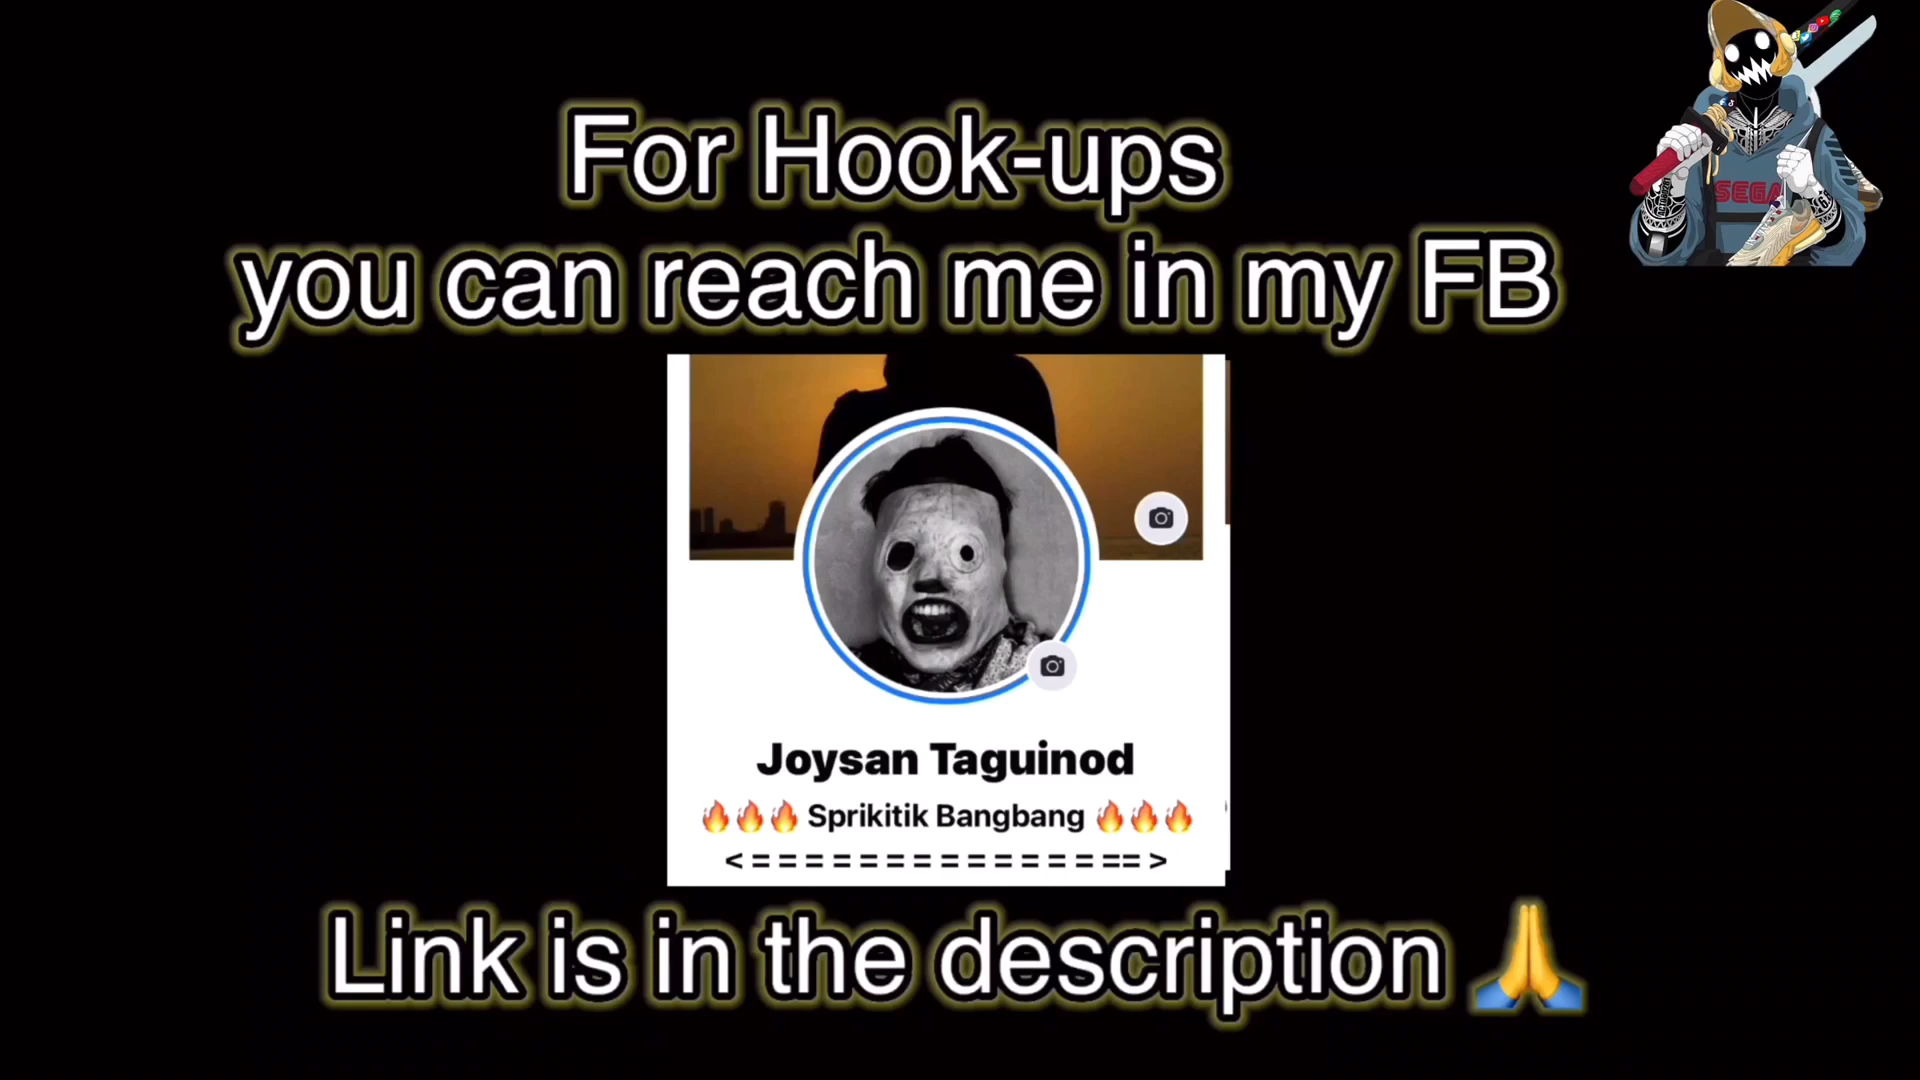 For Hook-ups
you can reach me in my FB
SEGA
Joysan Taguinod
🔥🔥🔥 Sprikitik Bangbang 🔥🔥🔥
< = = = = = = = = = = = = = == >
Link is in the description 🙏